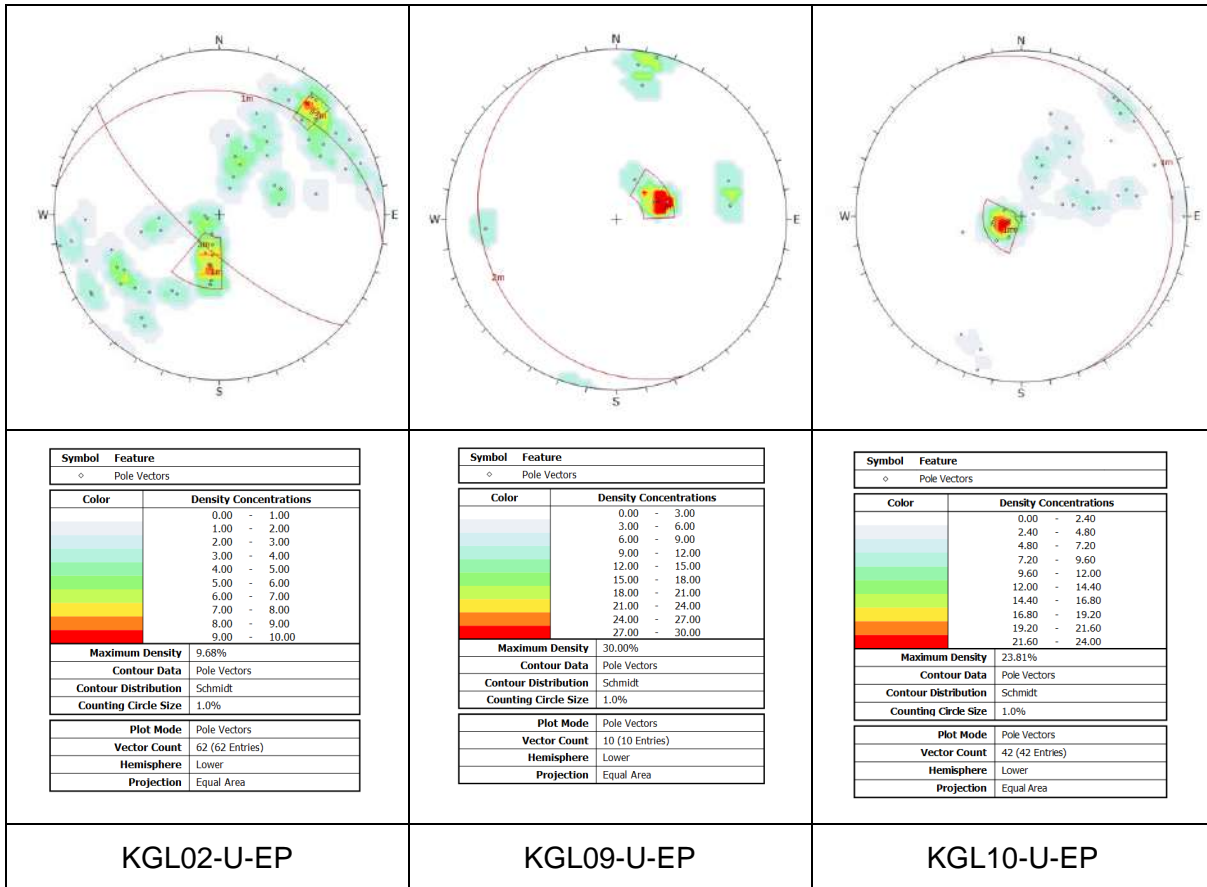 N
W
E
S
1m
2m
1m
N
W
E
S
2m
N
W
E
S
1m
1m
Symbol Feature
◇ Pole Vectors
Color Density Concentrations
0.00 - 1.00
1.00 - 2.00
2.00 - 3.00
3.00 - 4.00
4.00 - 5.00
5.00 - 6.00
6.00 - 7.00
7.00 - 8.00
8.00 - 9.00
9.00 - 10.00
Maximum Density 9.68%
Contour Data Pole Vectors
Contour Distribution Schmidt
Counting Circle Size 1.0%
Plot Mode Pole Vectors
Vector Count 62 (62 Entries)
Hemisphere Lower
Projection Equal Area
Symbol Feature
◇ Pole Vectors
Color Density Concentrations
0.00 - 3.00
3.00 - 6.00
6.00 - 9.00
9.00 - 12.00
12.00 - 15.00
15.00 - 18.00
18.00 - 21.00
21.00 - 24.00
24.00 - 27.00
27.00 - 30.00
Maximum Density 30.00%
Contour Data Pole Vectors
Contour Distribution Schmidt
Counting Circle Size 1.0%
Plot Mode Pole Vectors
Vector Count 10 (10 Entries)
Hemisphere Lower
Projection Equal Area
Symbol Feature
◇ Pole Vectors
Color Density Concentrations
0.00 - 2.40
2.40 - 4.80
4.80 - 7.20
7.20 - 9.60
9.60 - 12.00
12.00 - 14.40
14.40 - 16.80
16.80 - 19.20
19.20 - 21.60
21.60 - 24.00
Maximum Density 23.81%
Contour Data Pole Vectors
Contour Distribution Schmidt
Counting Circle Size 1.0%
Plot Mode Pole Vectors
Vector Count 42 (42 Entries)
Hemisphere Lower
Projection Equal Area
KGL02-U-EP
KGL09-U-EP
KGL10-U-EP